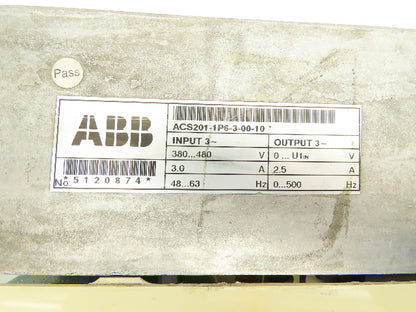 Pass
ABB
ACS201-1P6-3-00-10 *
INPUT 3~ OUTPUT 3~
380...480 V 0 ... U1IN V
3.0 A 2.5 A
48...63 Hz 0...500 Hz
No. *5120874*